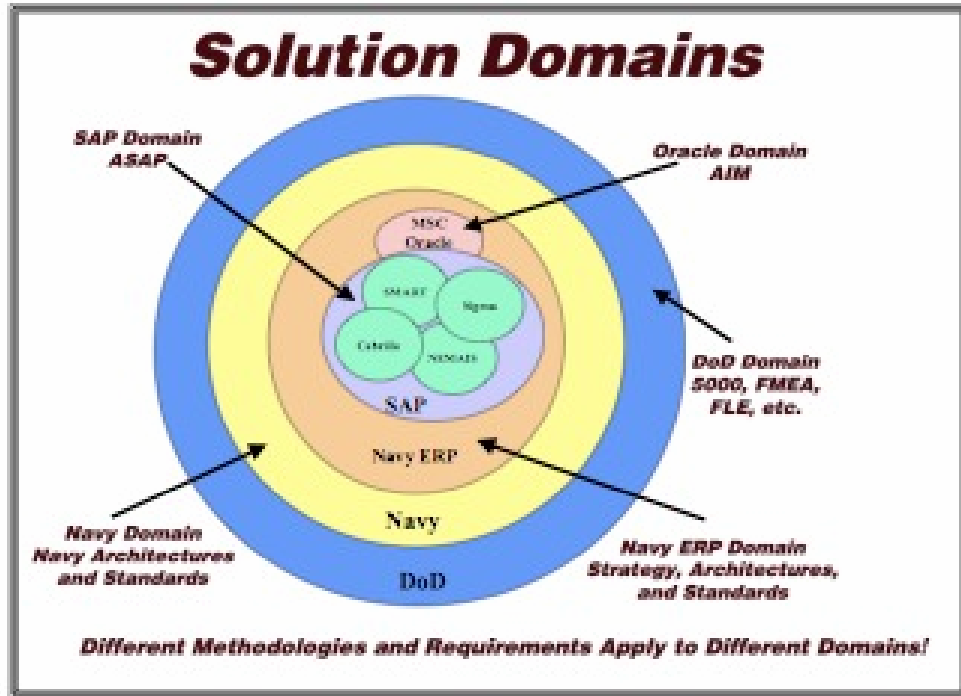 Solution Domains
SAP Domain
ASAP
Oracle Domain
AIM
MSC
Oracle
SMART
Sigma
Cabrillo
NEMAIS
SAP
DoD Domain
5000, FMEA,
FLE, etc.
Navy ERP
Navy
DoD
Navy Domain
Navy Architectures
and Standards
Navy ERP Domain
Strategy, Architectures,
and Standards
Different Methodologies and Requirements Apply to Different Domains!